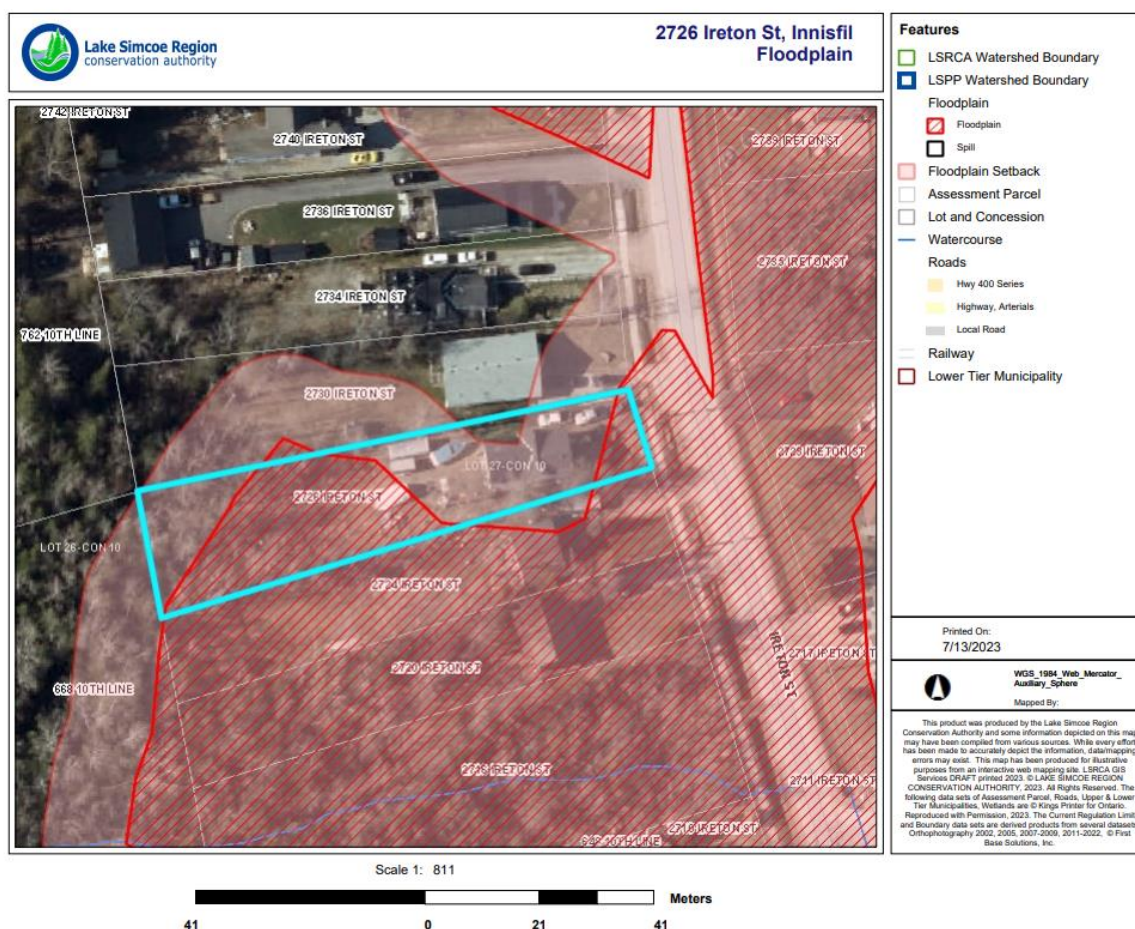 Lake Simcoe Region
conservation authority
2726 Ireton St, Innisfil
Floodplain
2742 IRETON ST
2740 IRETON ST
2739 IRETON ST
2736 IRETON ST
2735 IRETON ST
2734 IRETON ST
762 10TH LINE
2730 IRETON ST
2723 IRETON ST
LOT 27-CON 10
2726 IRETON ST
LOT 26-CON 10
2724 IRETON ST
IRETON ST
2717 IRETON ST
2720 IRETON ST
668 10TH LINE
2716 IRETON ST
2711 IRETON ST
2718 IRETON ST
10TH LINE
Scale 1: 811
Meters
41 0 21 41
Features
LSRCA Watershed Boundary
LSPP Watershed Boundary
Floodplain
Floodplain
Spill
Floodplain Setback
Assessment Parcel
Lot and Concession
Watercourse
Roads
Hwy 400 Series
Highway, Arterials
Local Road
Railway
Lower Tier Municipality
Printed On:
7/13/2023
WGS_1984_Web_Mercator_
Auxiliary_Sphere
Mapped By:
This product was produced by the Lake Simcoe Region
Conservation Authority and some information depicted on this map
may have been compiled from various sources. While every effort
has been made to accurately depict the information, data/mapping
errors may exist. This map has been produced for illustrative
purposes from an interactive web mapping site. LSRCA GIS
Services DRAFT printed 2023. © LAKE SIMCOE REGION
CONSERVATION AUTHORITY, 2023. All Rights Reserved. The
following data sets of Assessment Parcel, Roads, Upper & Lower
Tier Municipalities, Wetlands are © Kings Printer for Ontario.
Reproduced with Permission, 2023. The Current Regulation Limit
and Boundary data sets are derived products from several datasets.
Orthophotography 2002, 2005, 2007-2009, 2011-2022, © First
Base Solutions, Inc.